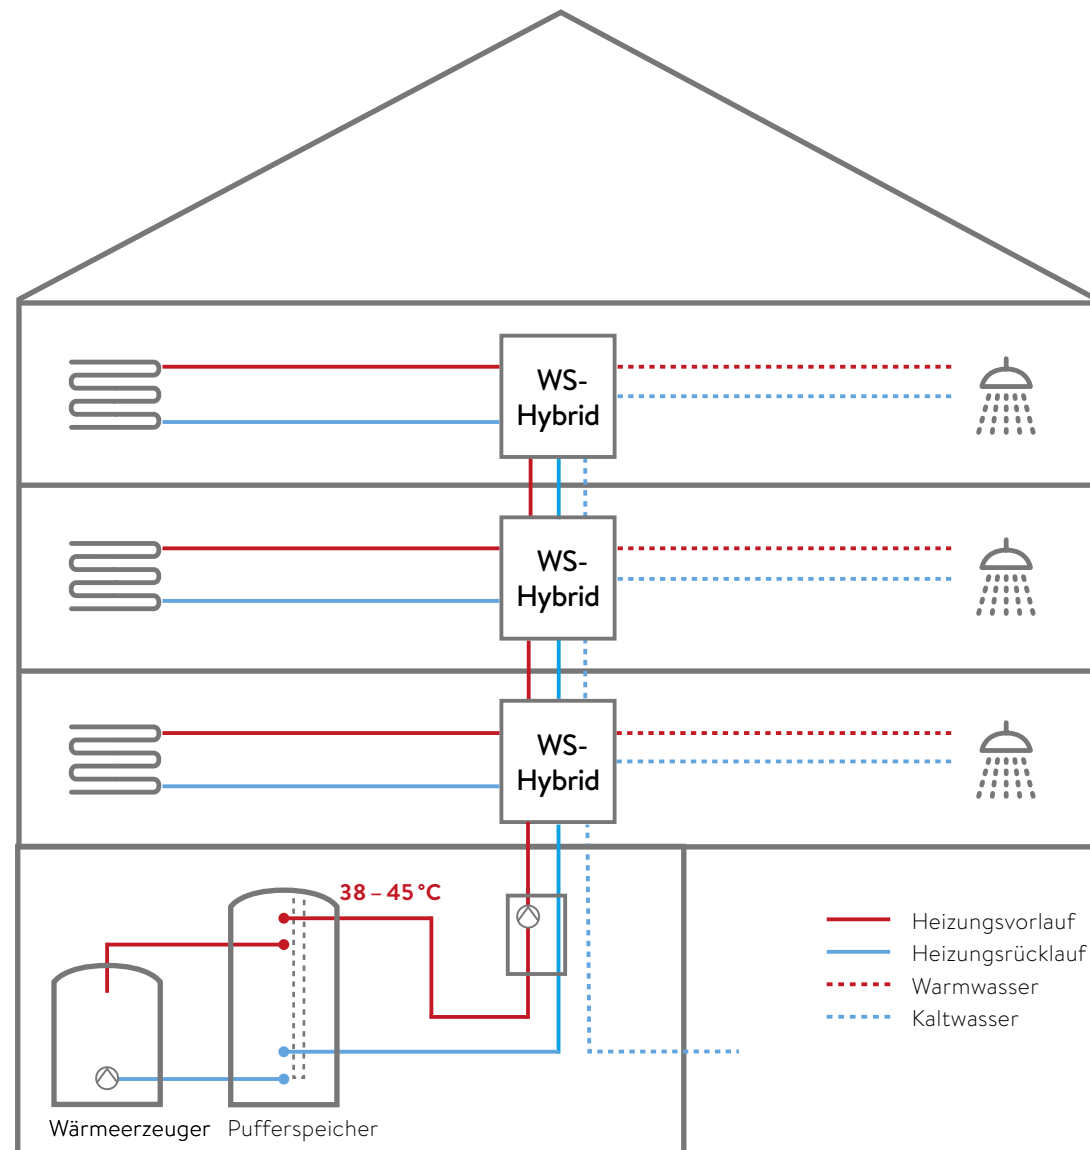 WS-
Hybrid
WS-
Hybrid
WS-
Hybrid
38 – 45 °C
Heizungsvorlauf
Heizungsrücklauf
Warmwasser
Kaltwasser
Wärmeerzeuger
Pufferspeicher